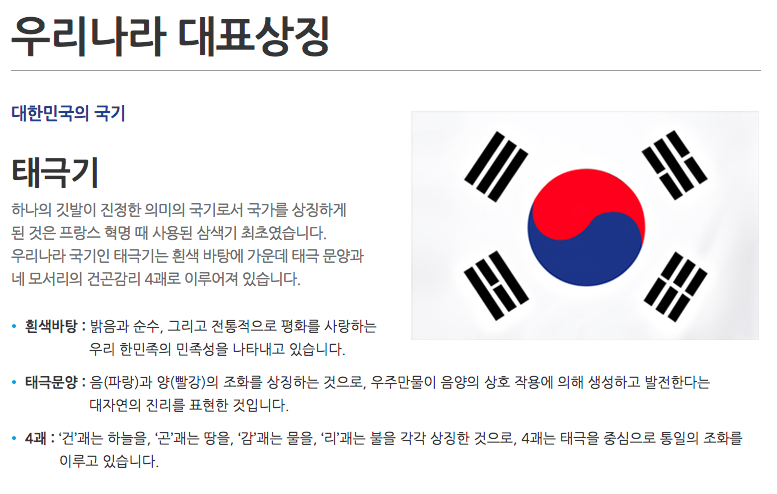 우리나라 대표상징
대한민국의 국기
태극기
하나의 깃발이 진정한 의미의 국기로서 국가를 상징하게
된 것은 프랑스 혁명 때 사용된 삼색기 최초였습니다.
우리나라 국기인 태극기는 흰색 바탕에 가운데 태극 문양과
네 모서리의 건곤감리 4괘로 이루어져 있습니다.
• 흰색바탕 : 밝음과 순수, 그리고 전통적으로 평화를 사랑하는
우리 한민족의 민족성을 나타내고 있습니다.
• 태극문양 : 음(파랑)과 양(빨강)의 조화를 상징하는 것으로, 우주만물이 음양의 상호 작용에 의해 생성하고 발전한다는
대자연의 진리를 표현한 것입니다.
• 4괘 : ‘건’괘는 하늘을, ‘곤’괘는 땅을, ‘감’괘는 물을, ‘리’괘는 불을 각각 상징한 것으로, 4괘는 태극을 중심으로 통일의 조화를
이루고 있습니다.